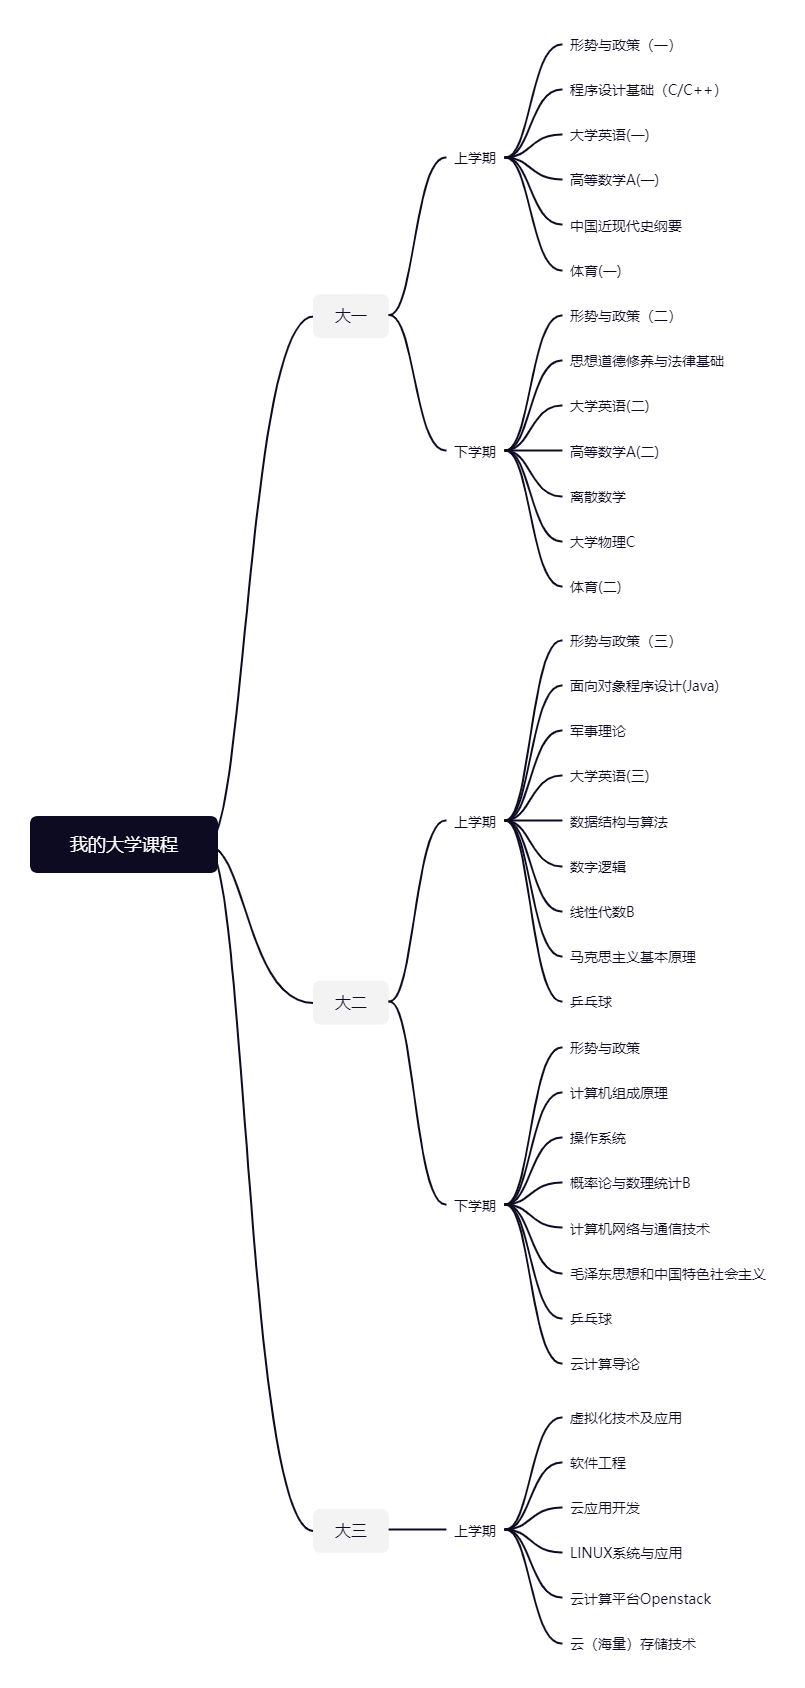 我的大学课程
大一
上学期
形势与政策（一）
程序设计基础（C/C++）
大学英语(一)
高等数学A(一)
中国近现代史纲要
体育(一)
下学期
形势与政策（二）
思想道德修养与法律基础
大学英语(二)
高等数学A(二)
离散数学
大学物理C
体育(二)
大二
上学期
形势与政策（三）
面向对象程序设计(Java)
军事理论
大学英语(三)
数据结构与算法
数字逻辑
线性代数B
马克思主义基本原理
乒乓球
下学期
形势与政策
计算机组成原理
操作系统
概率论与数理统计B
计算机网络与通信技术
毛泽东思想和中国特色社会主义
乒乓球
云计算导论
大三
上学期
虚拟化技术及应用
软件工程
云应用开发
LINUX系统与应用
云计算平台Openstack
云（海量）存储技术